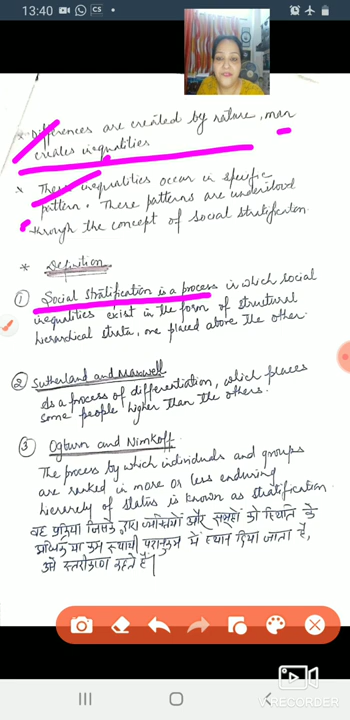 13:40
CS
* Differences are created by nature, man
creates inequalities
* These inequalities occur in specific
pattern. These patterns are understood
through the concept of social stratification
* Definition
① Social stratification is a process in which social
inequalities exist in the form of structural
hierarchical strata, one placed above the other.
② Sutherland and Maxwell
As a process of differentiation, which places
some people higher than the others.
③ Ogburn and Nimkoff
The process by which individuals and groups
are ranked in more or less enduring
hererely of status is known as stratification.
वह प्रक्रिया जिसके द्वारा व्यक्तियों और समूहों को स्थिति के
अधिक या कम स्थायी पदानुक्रम में स्थान दिया जाता है,
उसे स्तरीकरण कहते हैं।
V RECORDER